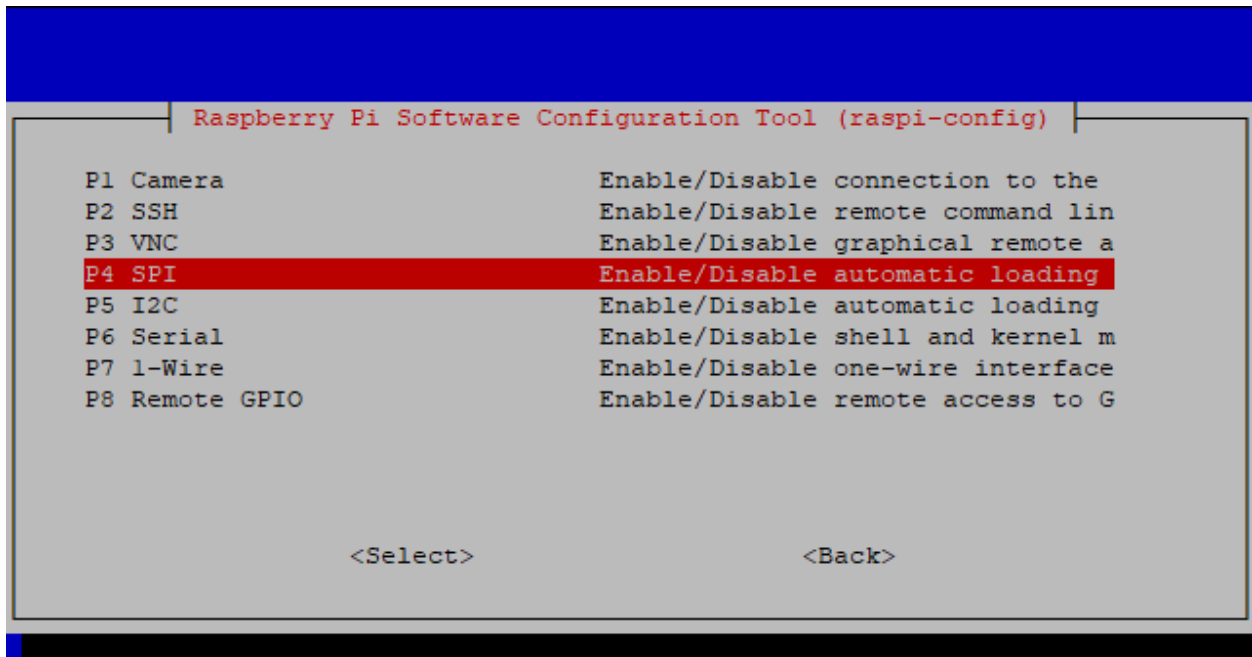 Raspberry Pi Software Configuration Tool (raspi-config)
P1 Camera Enable/Disable connection to the
P2 SSH Enable/Disable remote command lin
P3 VNC Enable/Disable graphical remote a
P4 SPI Enable/Disable automatic loading
P5 I2C Enable/Disable automatic loading
P6 Serial Enable/Disable shell and kernel m
P7 1-Wire Enable/Disable one-wire interface
P8 Remote GPIO Enable/Disable remote access to G
<Select> <Back>